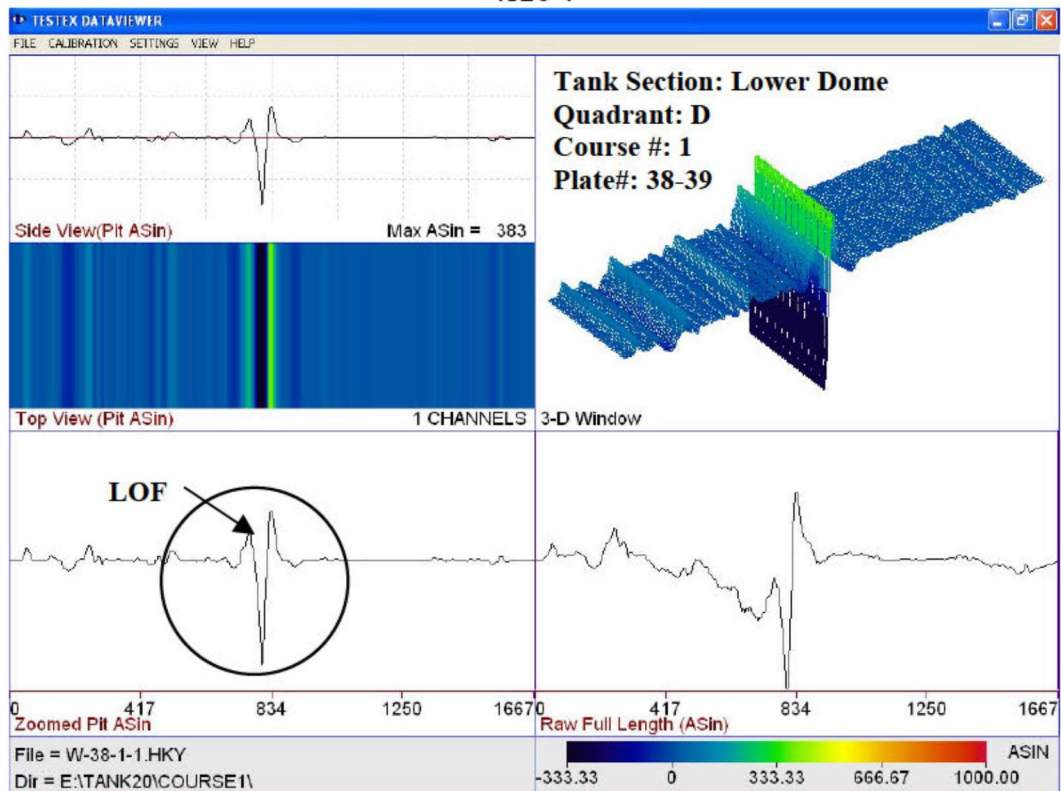 TESTEX DATAVIEWER
FILE CALIBRATION SETTINGS VIEW HELP
Tank Section: Lower Dome
Quadrant: D
Course #: 1
Plate#: 38-39
Side View(Pit ASin) Max ASin = 383
Top View (Pit ASin) 1 CHANNELS
3-D Window
LOF
0 417 834 1250 1667
Zoomed Pit ASin
0 417 834 1250 1667
Raw Full Length (ASin)
File = W-38-1-1.HKY
Dir = E:\TANK20\COURSE1\
ASIN
-333.33 0 333.33 666.67 1000.00